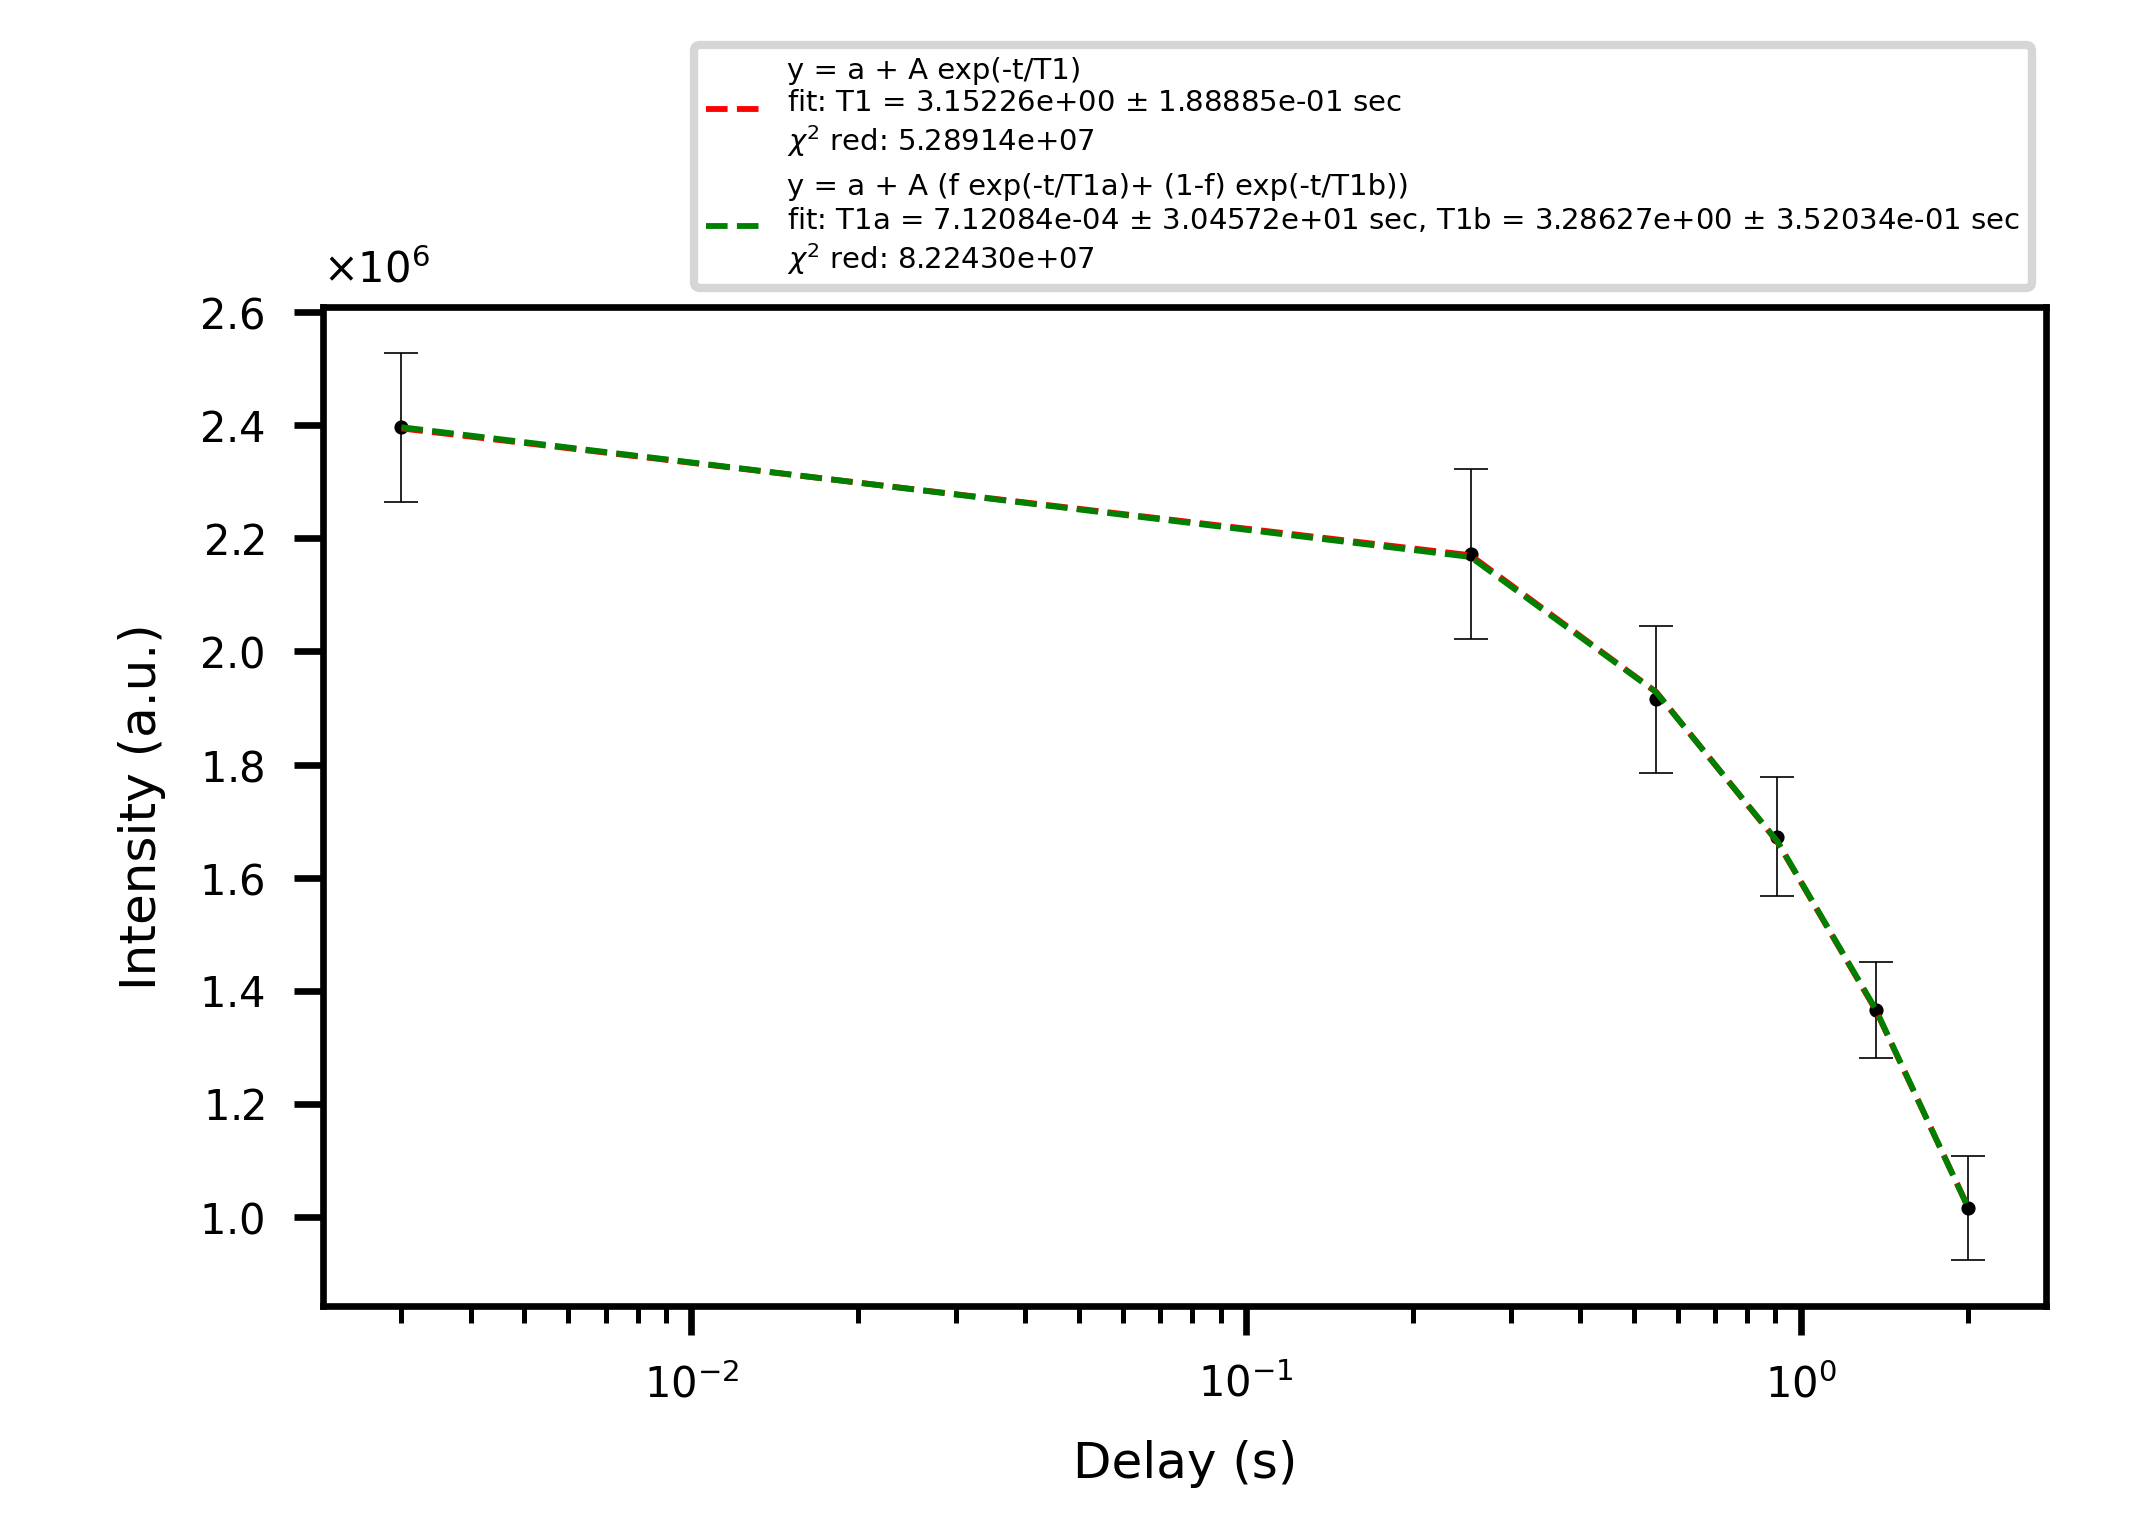 y = a + A exp(-t/T1)
fit: T1 = 3.15226e+00 ± 1.88885e-01 sec
χ² red: 5.28914e+07
y = a + A (f exp(-t/T1a)+ (1-f) exp(-t/T1b))
fit: T1a = 7.12084e-04 ± 3.04572e+01 sec, T1b = 3.28627e+00 ± 3.52034e-01 sec
χ² red: 8.22430e+07
×10⁶
2.6
2.4
2.2
2.0
1.8
1.6
1.4
1.2
1.0
Intensity (a.u.)
10⁻² 10⁻¹ 10⁰
Delay (s)